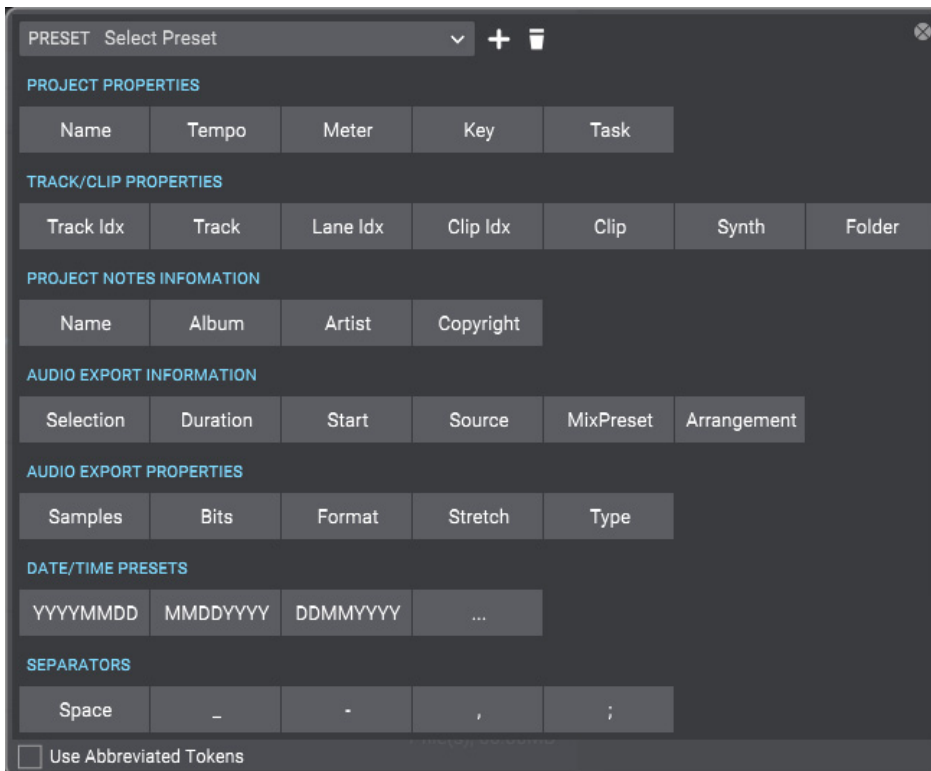 PRESET Select Preset
PROJECT PROPERTIES
Name Tempo Meter Key Task
TRACK/CLIP PROPERTIES
Track Idx Track Lane Idx Clip Idx Clip Synth Folder
PROJECT NOTES INFOMATION
Name Album Artist Copyright
AUDIO EXPORT INFORMATION
Selection Duration Start Source MixPreset Arrangement
AUDIO EXPORT PROPERTIES
Samples Bits Format Stretch Type
DATE/TIME PRESETS
YYYYMMDD MMDDYYYY DDMMYYYY ...
SEPARATORS
Space _ - , ;
Use Abbreviated Tokens